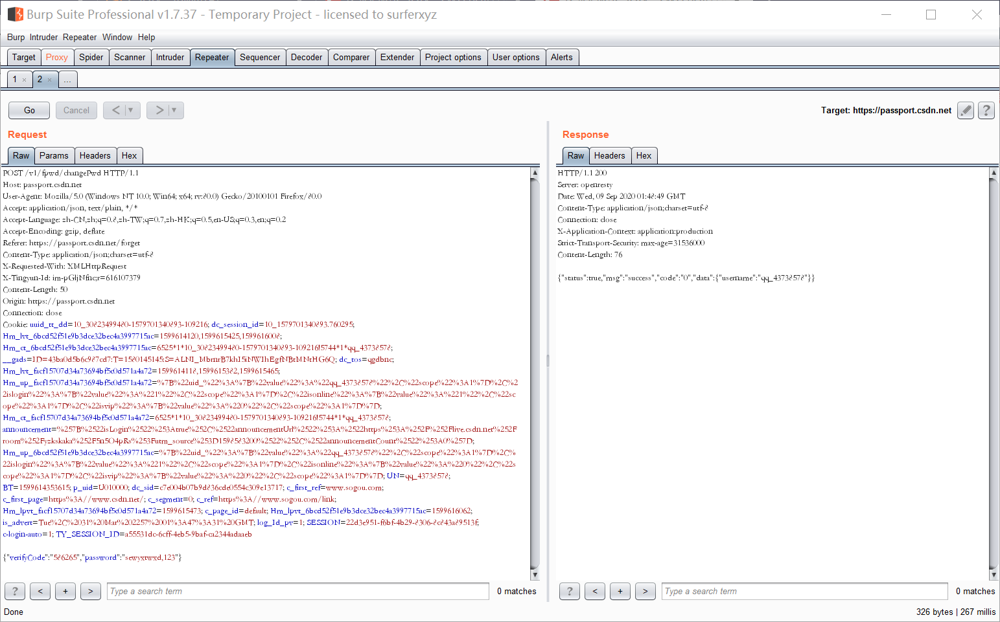 Burp Suite Professional v1.7.37 - Temporary Project - licensed to surferxyz
Burp Intruder Repeater Window Help
Target Proxy Spider Scanner Intruder Repeater Sequencer Decoder Comparer Extender Project options User options Alerts
1 × 2 × ...
Go Cancel < > Target: https://passport.csdn.net ?
Request
Raw Params Headers Hex
POST /v1/fpwd/changePwd HTTP/1.1
Host: passport.csdn.net
User-Agent: Mozilla/5.0 (Windows NT 10.0; Win64; x64; rv:80.0) Gecko/20100101 Firefox/80.0
Accept: application/json, text/plain, */*
Accept-Language: zh-CN,zh;q=0.8,zh-TW;q=0.7,zh-HK;q=0.5,en-US;q=0.3,en;q=0.2
Accept-Encoding: gzip, deflate
Referer: https://passport.csdn.net/forget
Content-Type: application/json;charset=utf-8
X-Requested-With: XMLHttpRequest
X-Tingyun-Id: im-pGljNfnc;r=616107379
Content-Length: 50
Origin: https://passport.csdn.net
Connection: close
Cookie: uuid_tt_dd=10_30823499480-1579701340893-109216; dc_session_id=10_1579701340893.760295;
Hm_lvt_6bcd52f51e9b3dce32bec4a3997715ac=1599614120,1599615425,1599616008;
Hm_ct_6bcd52f51e9b3dce32bec4a3997715ac=6525*1*10_30823499480-1579701340893-109216!5744*1*qq_43738578;
__gads=ID=43ba0d5b6c987cd7:T=1580145145:S=ALNI_MbrnrB7khI5iNWIhEgfNBtMNtHG6Q; dc_tos=qgdbnc;
Hm_lvt_facf15707d34a73694bf5c0d571a4a72=1599614118,1599615382,1599615465;
Hm_up_facf15707d34a73694bf5c0d571a4a72=%7B%22uid_%22%3A%7B%22value%22%3A%22qq_43738578%22%2C%22scope%22%3A1%7D%2C%2
2islogin%22%3A%7B%22value%22%3A%221%22%2C%22scope%22%3A1%7D%2C%22isonline%22%3A%7B%22value%22%3A%221%22%2C%22sc
ope%22%3A1%7D%2C%22isvip%22%3A%7B%22value%22%3A%220%22%2C%22scope%22%3A1%7D%7D;
Hm_ct_facf15707d34a73694bf5c0d571a4a72=6525*1*10_30823499480-1579701340893-109216!5744*1*qq_43738578;
announcement=%257B%2522isLogin%2522%253Atrue%252C%2522announcementUrl%2522%253A%2522https%253A%252F%252Flive.csdn.net%252F
room%252Fyzkskaka%252F5n5O4pRs%253Futm_source%253D1598583200%2522%252C%2522announcementCount%2522%253A0%257D;
Hm_up_6bcd52f51e9b3dce32bec4a3997715ac=%7B%22uid_%22%3A%7B%22value%22%3A%22qq_43738578%22%2C%22scope%22%3A1%7D%2C%
22islogin%22%3A%7B%22value%22%3A%221%22%2C%22scope%22%3A1%7D%2C%22isonline%22%3A%7B%22value%22%3A%220%22%2C%22s
cope%22%3A1%7D%2C%22isvip%22%3A%7B%22value%22%3A%220%22%2C%22scope%22%3A1%7D%7D; UN=qq_43738578;
BT=1599614353615; p_uid=U010000; dc_sid=c7e004b07b9d836cde0554c309e13717; c_first_ref=www.sogou.com;
c_first_page=https%3A//www.csdn.net/; c_segment=0; c_ref=https%3A//www.sogou.com/link;
Hm_lpvt_facf15707d34a73694bf5c0d571a4a72=1599615473; c_page_id=default; Hm_lpvt_6bcd52f51e9b3dce32bec4a3997715ac=1599616062;
is_advert=Tue%2C%2031%20Mar%202257%2001%3A47%3A31%20GMT; log_Id_pv=1; SESSION=22d3e951-f6bf-4b29-8306-8c843a89513f;
c-login-auto=1; TY_SESSION_ID=a55531dc-6cff-4eb5-9baf-ca2344adaaeb
{"verifyCode":"586265","password":"sewyxtwxd,123"}
? < + > Type a search term 0 matches
Response
Raw Headers Hex
HTTP/1.1 200
Server: openresty
Date: Wed, 09 Sep 2020 01:48:49 GMT
Content-Type: application/json;charset=utf-8
Connection: close
X-Application-Context: application:production
Strict-Transport-Security: max-age=31536000
Content-Length: 76
{"status":true,"msg":"success","code":"0","data":{"username":"qq_43738578"}}
? < + > Type a search term 0 matches
Done 326 bytes | 267 millis